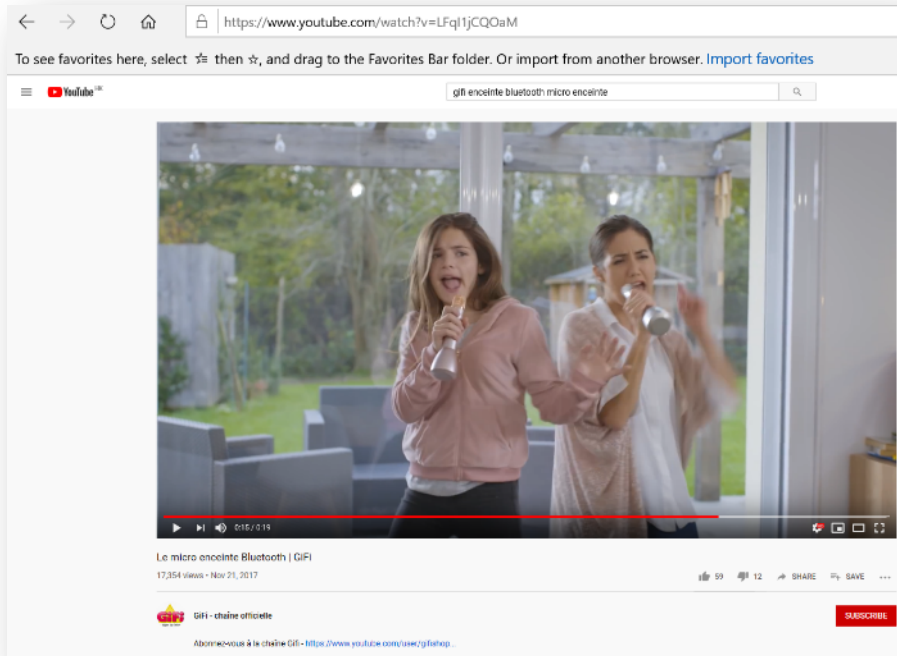 https://www.youtube.com/watch?v=LFqI1jCQOaM
To see favorites here, select then ☆, and drag to the Favorites Bar folder. Or import from another browser. Import favorites
YouTube
gifi enceinte bluetooth micro enceinte
0:15 / 0:19
Le micro enceinte Bluetooth | GiFi
17,354 views • Nov 21, 2017
59 12 SHARE SAVE ...
GiFi
GiFi - chaîne officielle
SUBSCRIBE
Abonnez-vous à la chaîne Gifi - https://www.youtube.com/user/gifishop...